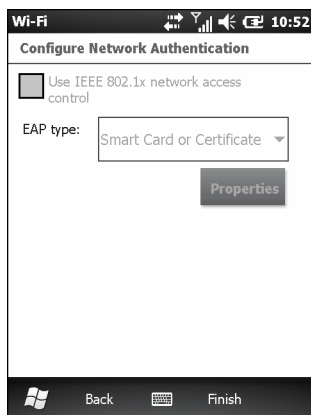 Wi-Fi 10:52
Configure Network Authentication
Use IEEE 802.1x network access
control
EAP type:
Smart Card or Certificate
Properties
Back Finish